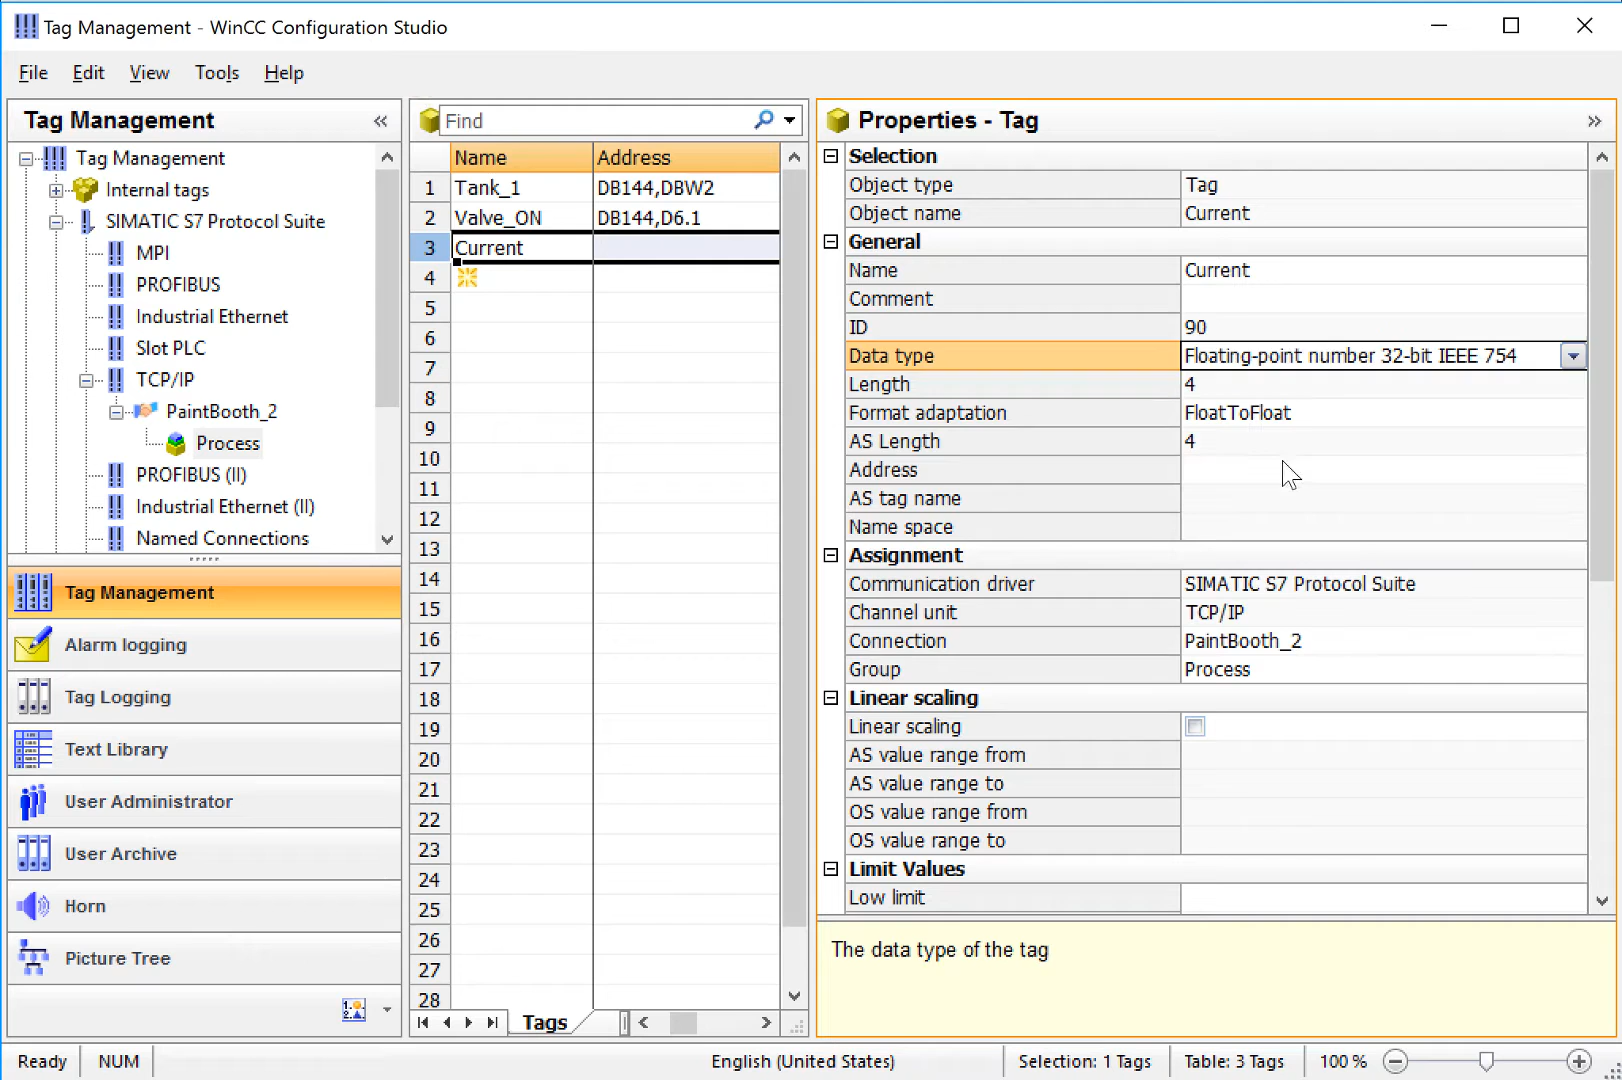 Tag Management - WinCC Configuration Studio
File Edit View Tools Help
Tag Management «
Tag Management
Internal tags
SIMATIC S7 Protocol Suite
MPI
PROFIBUS
Industrial Ethernet
Slot PLC
TCP/IP
PaintBooth_2
Process
PROFIBUS (II)
Industrial Ethernet (II)
Named Connections
Tag Management
Alarm logging
Tag Logging
Text Library
User Administrator
User Archive
Horn
Picture Tree
Find
Name Address
1 Tank_1 DB144,DBW2
2 Valve_ON DB144,D6.1
3 Current
4
5
6
7
8
9
10
11
12
13
14
15
16
17
18
19
20
21
22
23
24
25
26
27
28
Tags
Properties - Tag »
Selection
Object type Tag
Object name Current
General
Name Current
Comment
ID 90
Data type Floating-point number 32-bit IEEE 754
Length 4
Format adaptation FloatToFloat
AS Length 4
Address
AS tag name
Name space
Assignment
Communication driver SIMATIC S7 Protocol Suite
Channel unit TCP/IP
Connection PaintBooth_2
Group Process
Linear scaling
Linear scaling
AS value range from
AS value range to
OS value range from
OS value range to
Limit Values
Low limit
The data type of the tag
Ready NUM English (United States) Selection: 1 Tags Table: 3 Tags 100 %